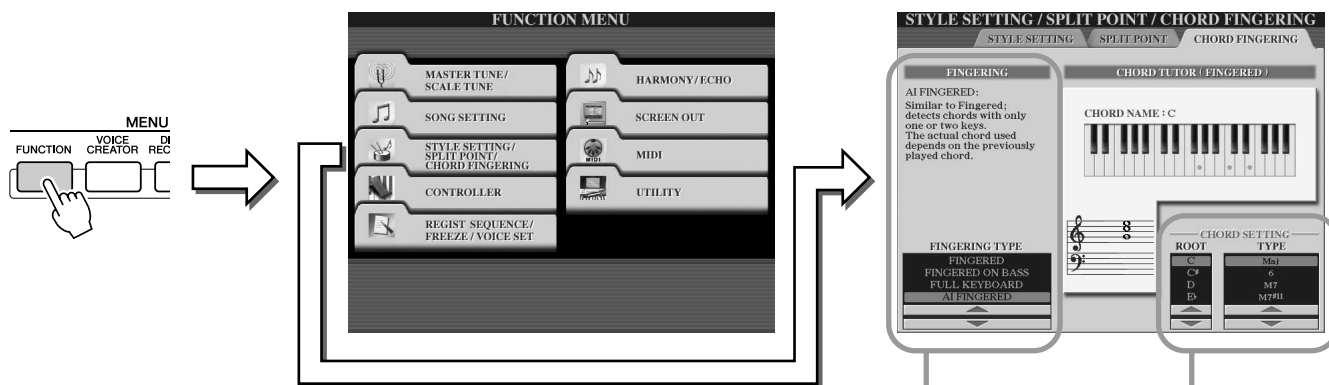 MENU
FUNCTION
VOICE
CREATOR
FUNCTION MENU
MASTER TUNE/
SCALE TUNE
SONG SETTING
STYLE SETTING/
SPLIT POINT/
CHORD FINGERING
CONTROLLER
REGIST SEQUENCE/
FREEZE / VOICE SET
HARMONY/ECHO
SCREEN OUT
MIDI
MIDI
UTILITY
STYLE SETTING / SPLIT POINT / CHORD FINGERING
STYLE SETTING
SPLIT POINT
CHORD FINGERING
FINGERING
AI FINGERED:
Similar to Fingered;
detects chords with only
one or two keys.
The actual chord used
depends on the previously
played chord.
FINGERING TYPE
FINGERED
FINGERED ON BASS
FULL KEYBOARD
AI FINGERED
CHORD TUTOR ( FINGERED )
CHORD NAME : C
CHORD SETTING
ROOT TYPE
C Maj
C# 6
D M7
E♭ M7#11